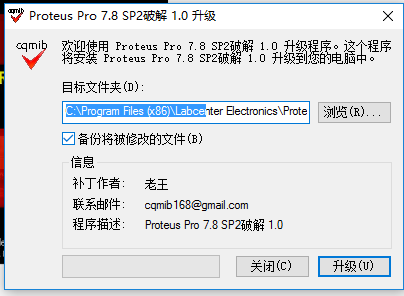 Proteus Pro 7.8 SP2破解 1.0 升级
cqmib
欢迎使用 Proteus Pro 7.8 SP2破解 1.0 升级程序。这个程序
将安装 Proteus Pro 7.8 SP2破解 1.0 升级到您的电脑中。
目标文件夹(D):
C:\Program Files (x86)\Labcenter Electronics\Prote
浏览(R)...
备份将被修改的文件(B)
信息
补丁作者: 老王
联系邮件: cqmib168@gmail.com
程序描述: Proteus Pro 7.8 SP2破解 1.0
关闭(C)
升级(U)